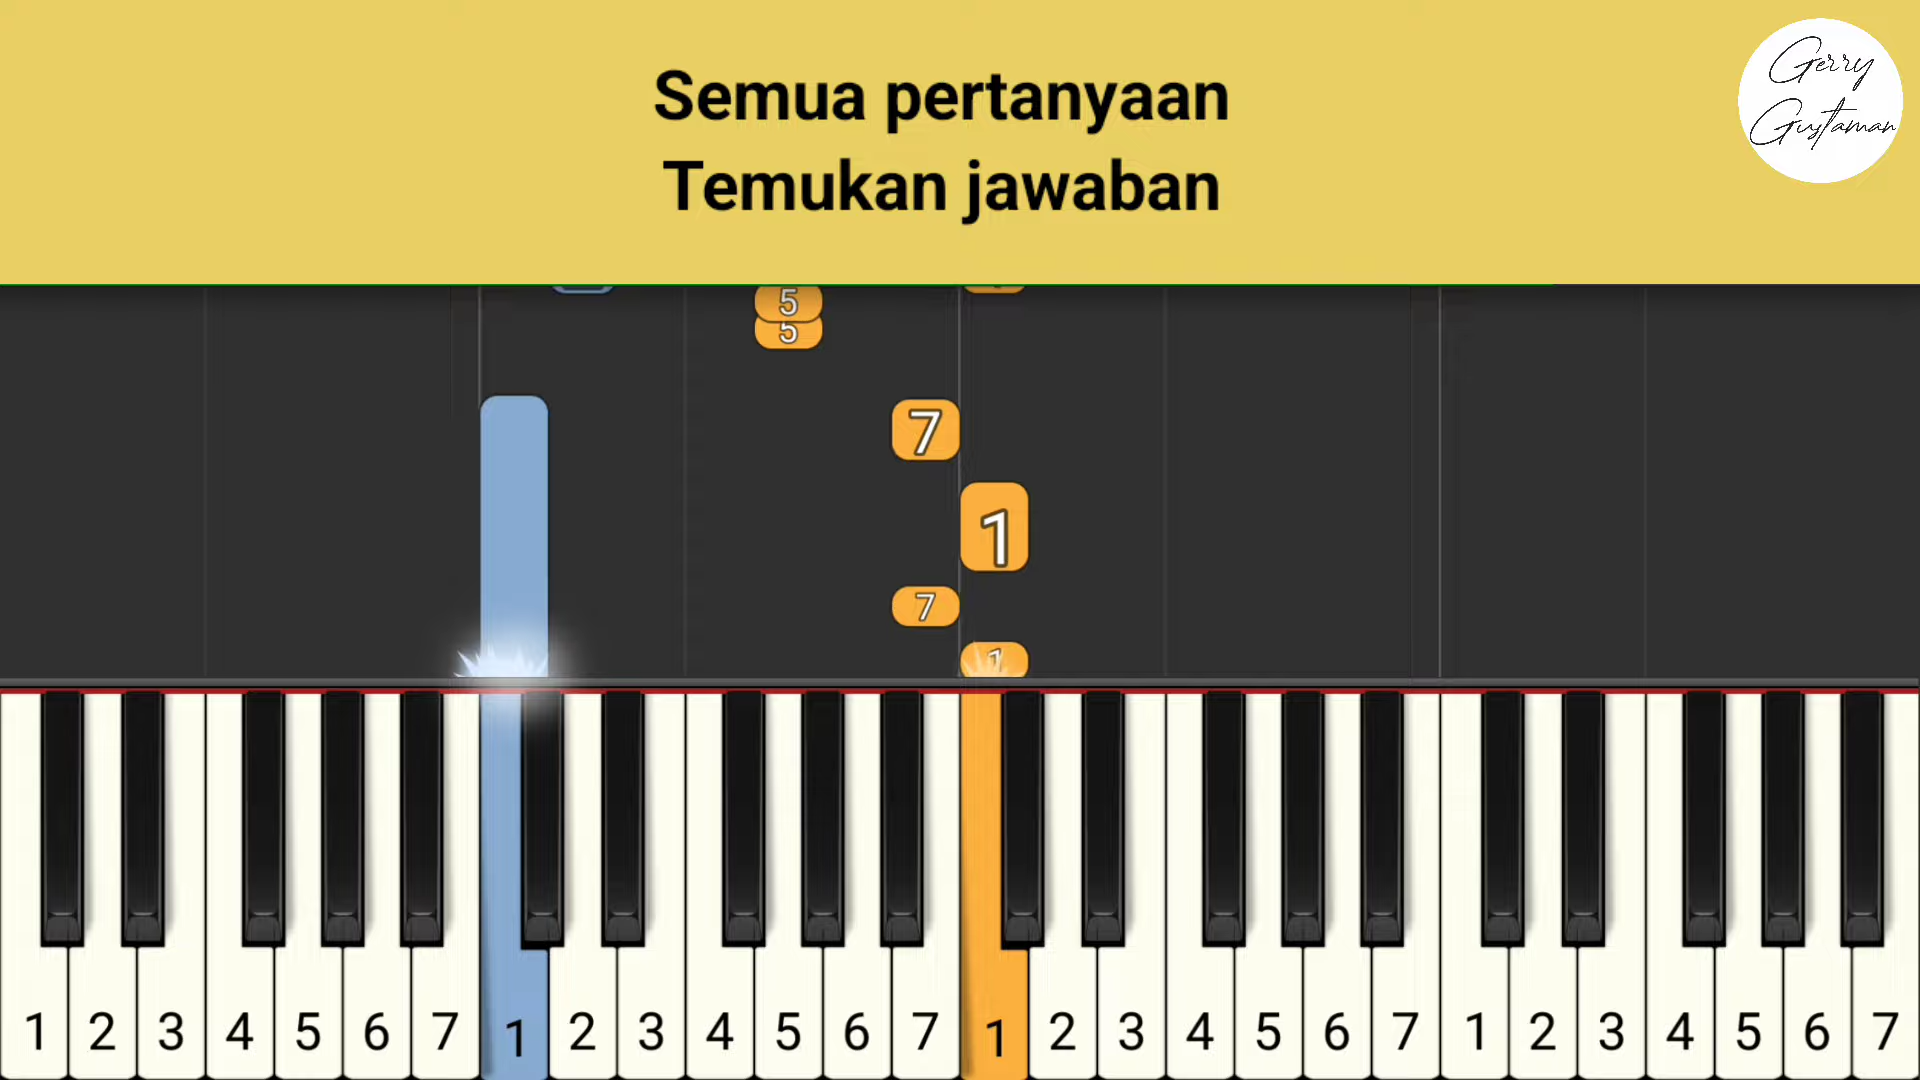 Semua pertanyaan
Temukan jawaban
Gerry
Gustaman
5
5
7
1
7
1
1 2 3 4 5 6 7 1 2 3 4 5 6 7 1 2 3 4 5 6 7 1 2 3 4 5 6 7